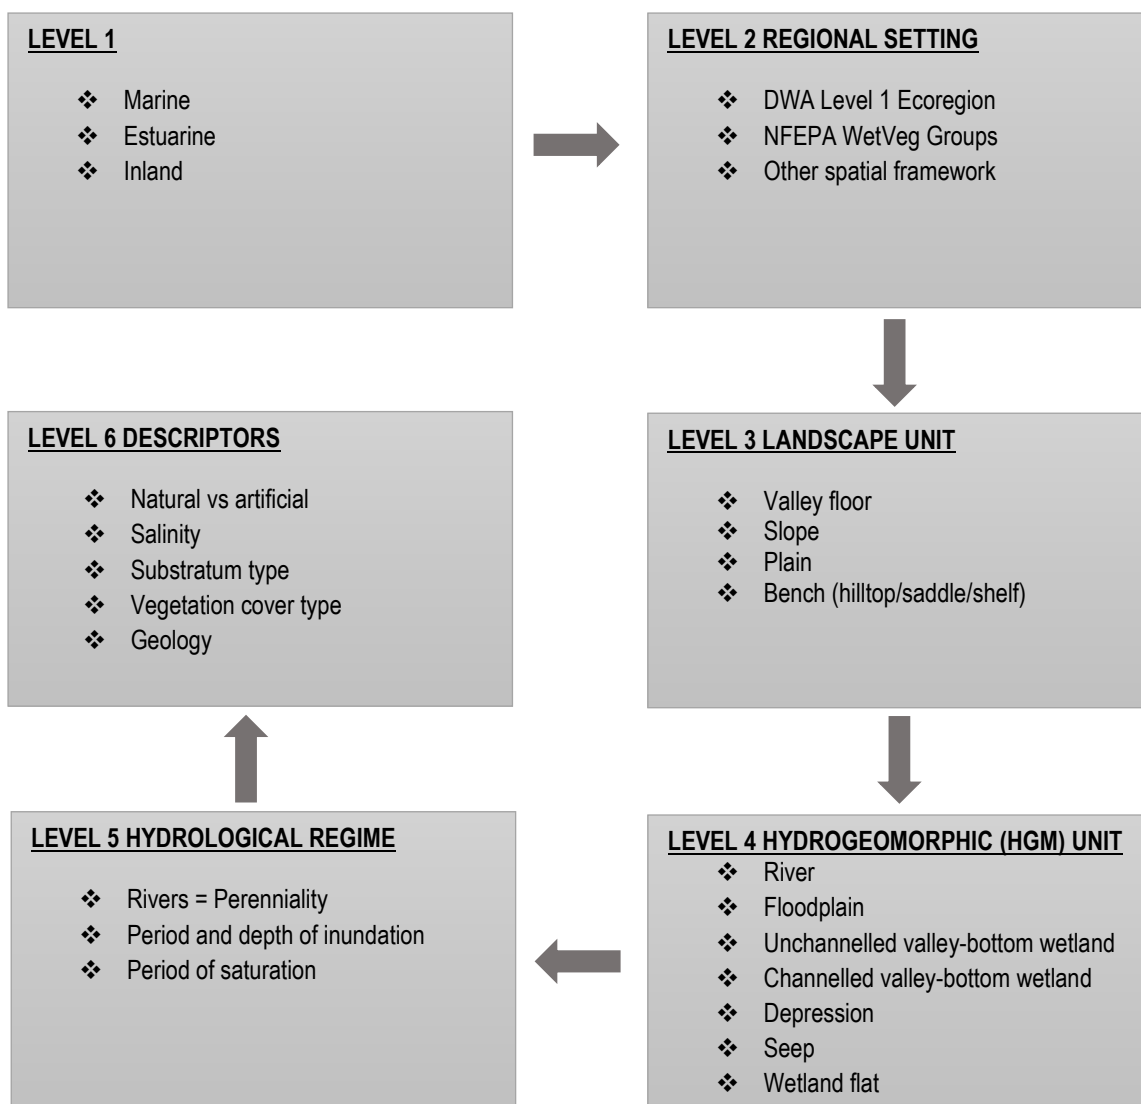 LEVEL 1
❖ Marine
❖ Estuarine
❖ Inland
LEVEL 2 REGIONAL SETTING
❖ DWA Level 1 Ecoregion
❖ NFEPA WetVeg Groups
❖ Other spatial framework
LEVEL 3 LANDSCAPE UNIT
❖ Valley floor
❖ Slope
❖ Plain
❖ Bench (hilltop/saddle/shelf)
LEVEL 4 HYDROGEOMORPHIC (HGM) UNIT
❖ River
❖ Floodplain
❖ Unchannelled valley-bottom wetland
❖ Channelled valley-bottom wetland
❖ Depression
❖ Seep
❖ Wetland flat
LEVEL 5 HYDROLOGICAL REGIME
❖ Rivers = Perenniality
❖ Period and depth of inundation
❖ Period of saturation
LEVEL 6 DESCRIPTORS
❖ Natural vs artificial
❖ Salinity
❖ Substratum type
❖ Vegetation cover type
❖ Geology